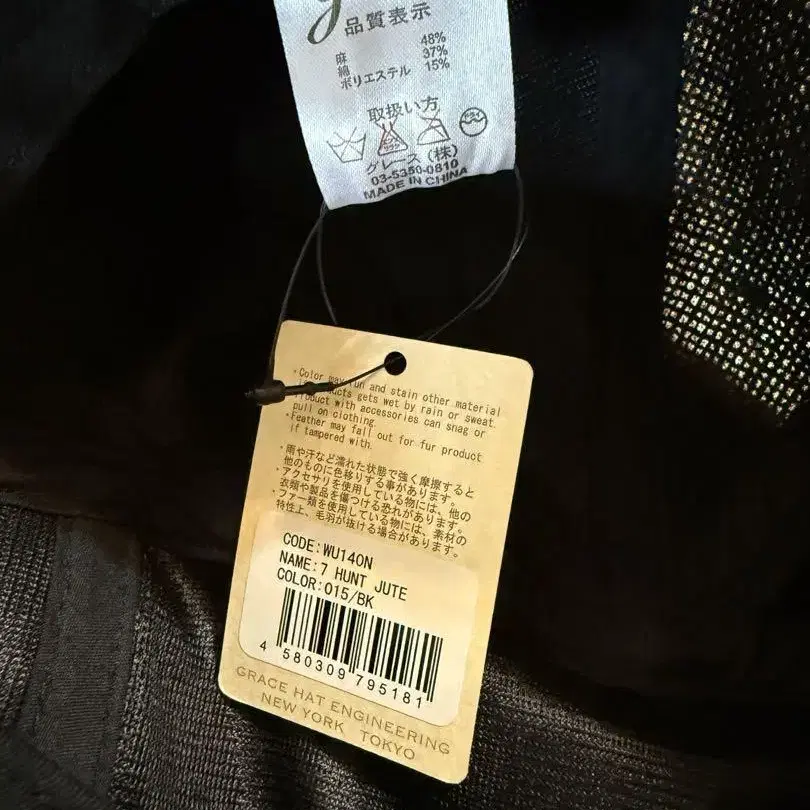 品質表示
麻 48%
綿 37%
ポリエステル 15%
取扱い方
グレース (株)
03-5350-0810
MADE IN CHINA
・Color may run and stain other material
if products gets wet by rain or sweat.
Product with accessories can snag or
pull on clothing.
・Feather may fall out for fur product
if tampered with.
・雨や汗など濡れた状態で強く摩擦すると
他のものに色移りする事があります。
・アクセサリを使用している物には、他の
衣類や製品を傷つける恐れがあります。
・ファー類を使用している物には、素材の
特性上、毛羽が抜ける場合があります。
CODE:WU140N
NAME:7 HUNT JUTE
COLOR:015/BK
4 580309 795181
GRACE HAT ENGINEERING
NEW YORK TOKYO